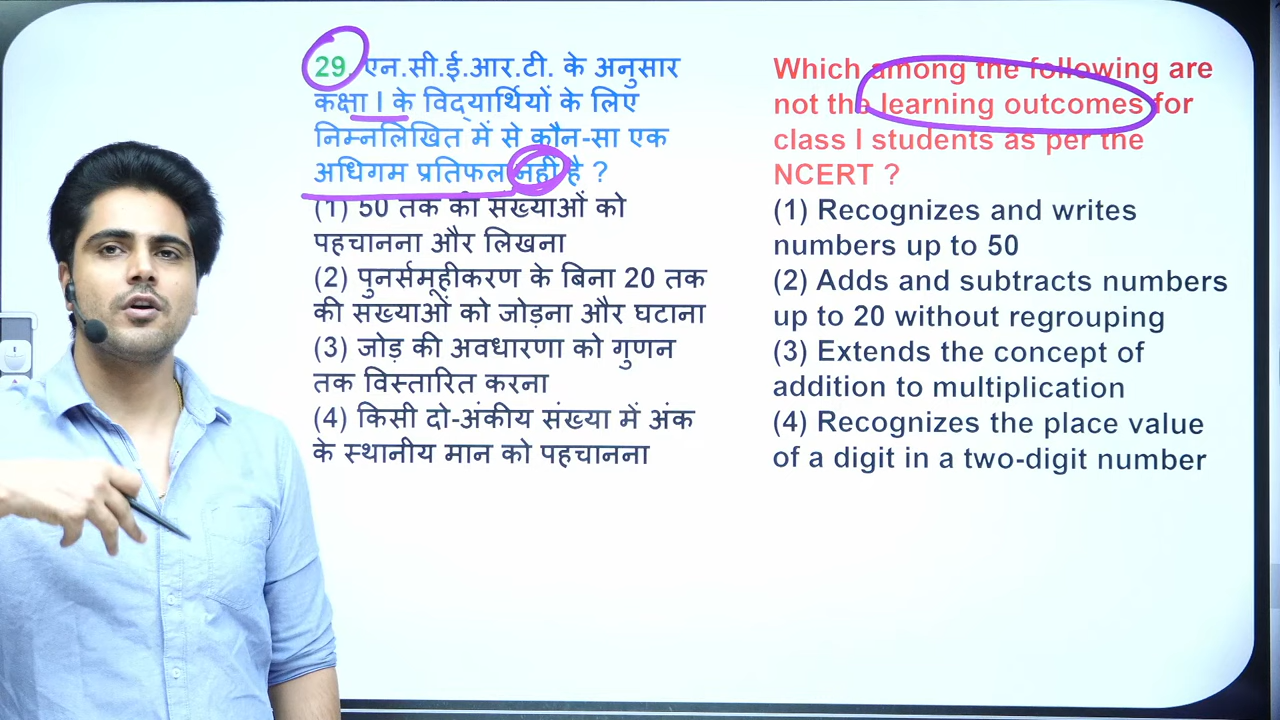 29. एन.सी.ई.आर.टी. के अनुसार
कक्षा I के विद्यार्थियों के लिए
निम्नलिखित में से कौन-सा एक
अधिगम प्रतिफल नहीं है ?
(1) 50 तक की संख्याओं को
पहचानना और लिखना
(2) पुनर्समूहीकरण के बिना 20 तक
की संख्याओं को जोड़ना और घटाना
(3) जोड़ की अवधारणा को गुणन
तक विस्तारित करना
(4) किसी दो-अंकीय संख्या में अंक
के स्थानीय मान को पहचानना
Which among the following are
not the learning outcomes for
class I students as per the
NCERT ?
(1) Recognizes and writes
numbers up to 50
(2) Adds and subtracts numbers
up to 20 without regrouping
(3) Extends the concept of
addition to multiplication
(4) Recognizes the place value
of a digit in a two-digit number